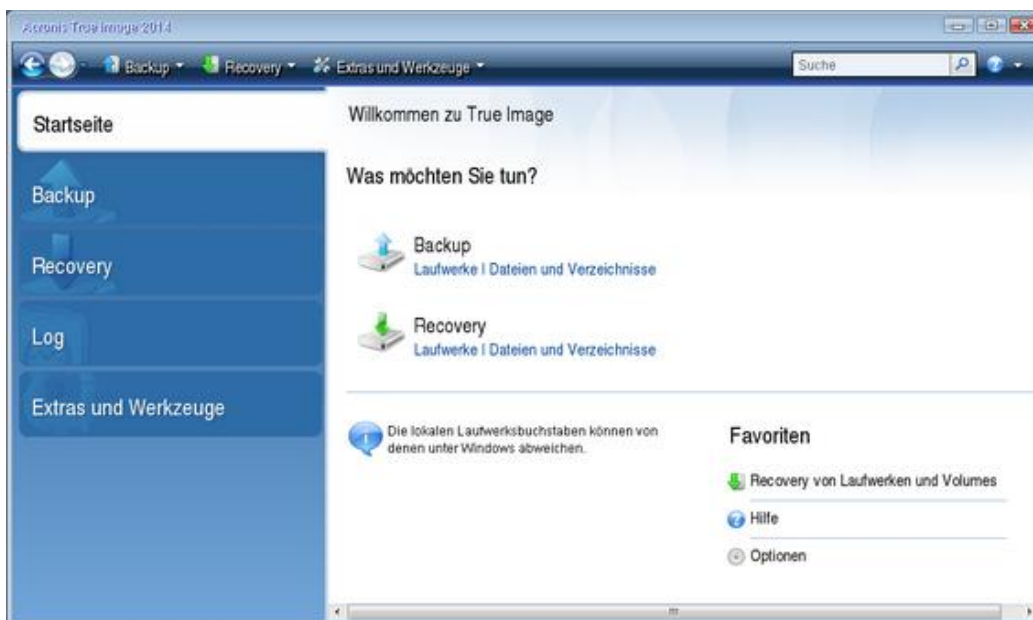 Acronis True Image 2014
Backup Recovery Extras und Werkzeuge Suche
Startseite
Backup
Recovery
Log
Extras und Werkzeuge
Willkommen zu True Image
Was möchten Sie tun?
Backup
Laufwerke | Dateien und Verzeichnisse
Recovery
Laufwerke | Dateien und Verzeichnisse
Die lokalen Laufwerksbuchstaben können von
denen unter Windows abweichen.
Favoriten
Recovery von Laufwerken und Volumes
Hilfe
Optionen